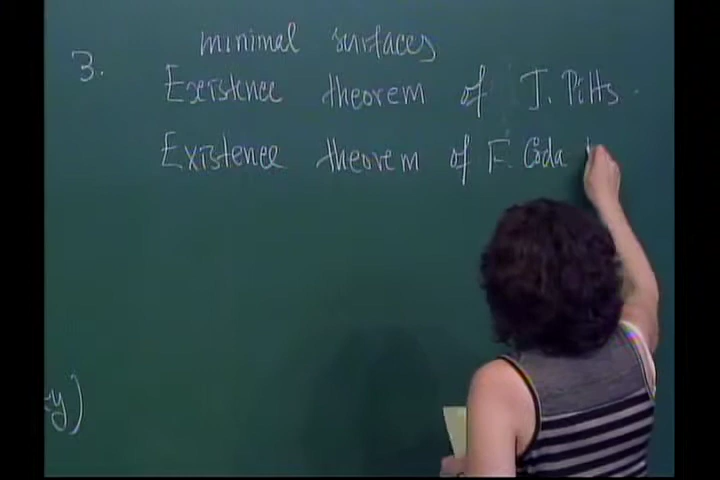 minimal surfaces
3. Existence theorem of J. Pitts.
Existence theorem of F. Coda
y)